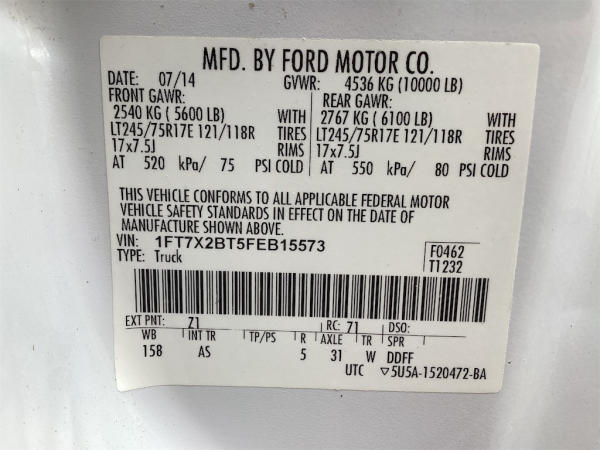 MFD. BY FORD MOTOR CO.
DATE: 07/14 GVWR: 4536 KG (10000 LB)
FRONT GAWR: REAR GAWR:
2540 KG ( 5600 LB) WITH 2767 KG ( 6100 LB) WITH
LT245/75R17E 121/118R TIRES LT245/75R17E 121/118R TIRES
17x7.5J RIMS 17x7.5J RIMS
AT 520 kPa/ 75 PSI COLD AT 550 kPa/ 80 PSI COLD
THIS VEHICLE CONFORMS TO ALL APPLICABLE FEDERAL MOTOR
VEHICLE SAFETY STANDARDS IN EFFECT ON THE DATE OF
MANUFACTURE SHOWN ABOVE.
VIN: 1FT7X2BT5FEB15573 F0462
TYPE: Truck T1232
EXT PNT: Z1 RC: 71 DSO:
WB INT TR TP/PS R AXLE TR SPR
158 AS 5 31 W DDFF
UTC ▽5U5A-1520472-BA